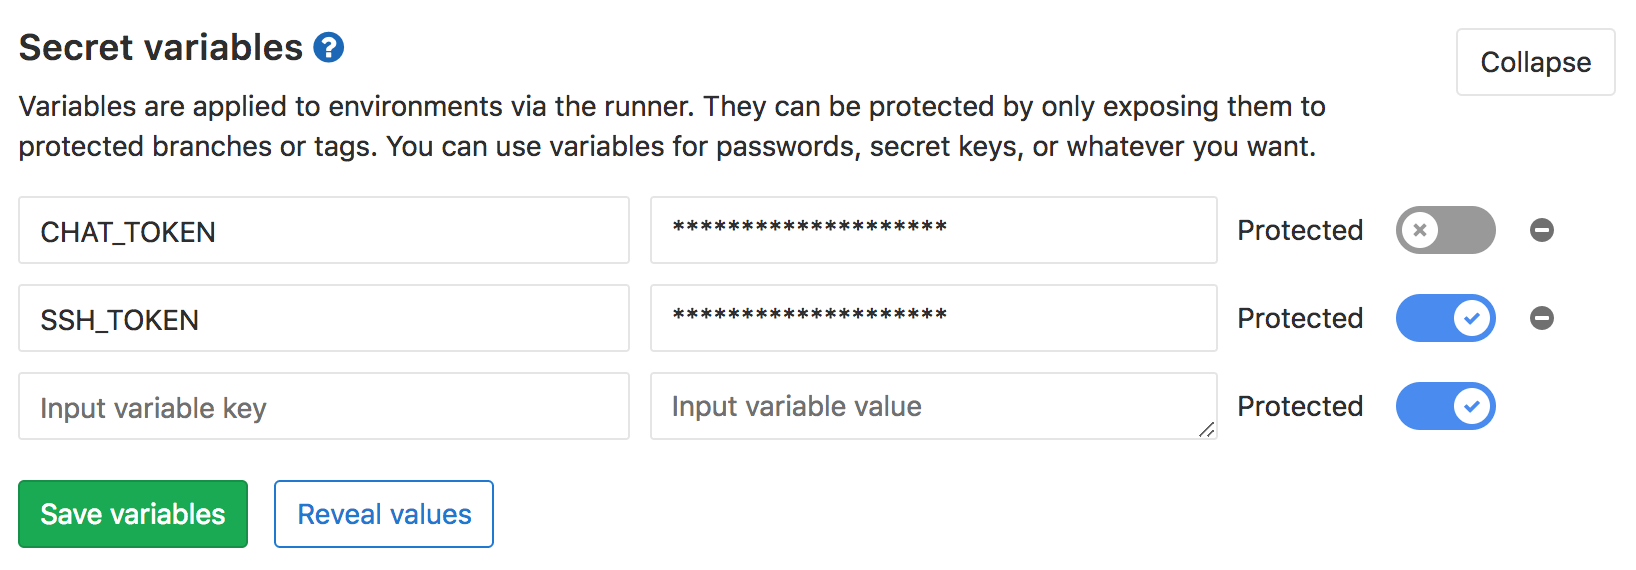 Secret variables ?
Collapse
Variables are applied to environments via the runner. They can be protected by only exposing them to
protected branches or tags. You can use variables for passwords, secret keys, or whatever you want.
CHAT_TOKEN ******************** Protected
SSH_TOKEN ******************** Protected
Input variable key Input variable value Protected
Save variables Reveal values